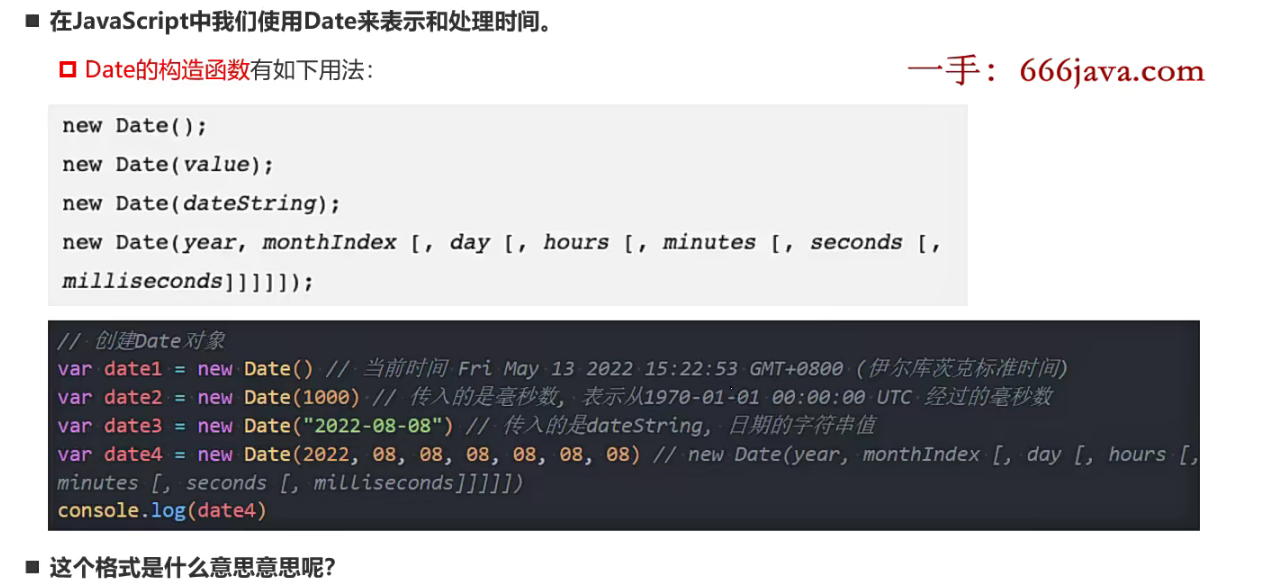 在JavaScript中我们使用Date来表示和处理时间。
Date的构造函数有如下用法：
一手：666java.com
new Date();
new Date(value);
new Date(dateString);
new Date(year, monthIndex [, day [, hours [, minutes [, seconds [,
milliseconds]]]]]);
// 创建Date对象
var date1 = new Date() // 当前时间 Fri May 13 2022 15:22:53 GMT+0800 (伊尔库茨克标准时间)
var date2 = new Date(1000) // 传入的是毫秒数, 表示从1970-01-01 00:00:00 UTC 经过的毫秒数
var date3 = new Date("2022-08-08") // 传入的是dateString, 日期的字符串值
var date4 = new Date(2022, 08, 08, 08, 08, 08, 08) // new Date(year, monthIndex [, day [, hours [,
minutes [, seconds [, milliseconds]]]]])
console.log(date4)
这个格式是什么意思意思呢?